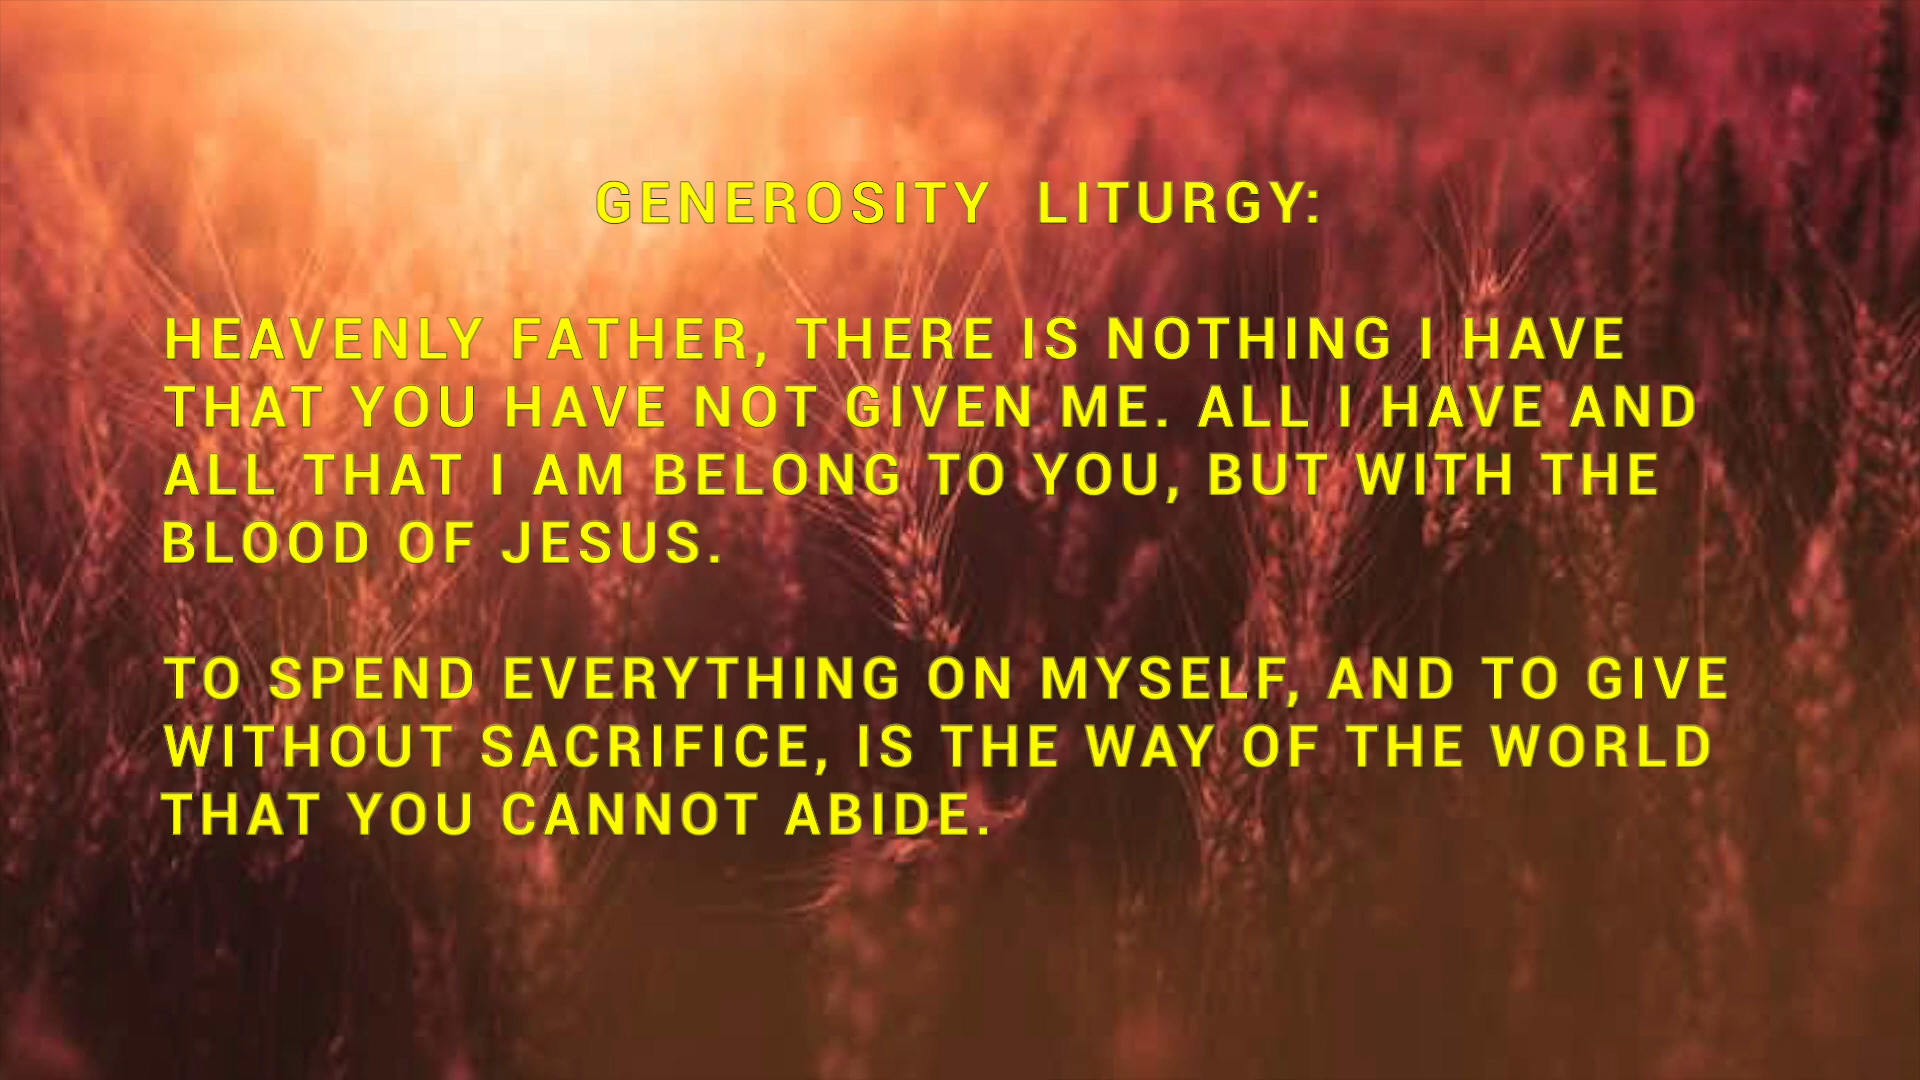 GENEROSITY LITURGY:
HEAVENLY FATHER, THERE IS NOTHING I HAVE
THAT YOU HAVE NOT GIVEN ME. ALL I HAVE AND
ALL THAT I AM BELONG TO YOU, BUT WITH THE
BLOOD OF JESUS.
TO SPEND EVERYTHING ON MYSELF, AND TO GIVE
WITHOUT SACRIFICE, IS THE WAY OF THE WORLD
THAT YOU CANNOT ABIDE.